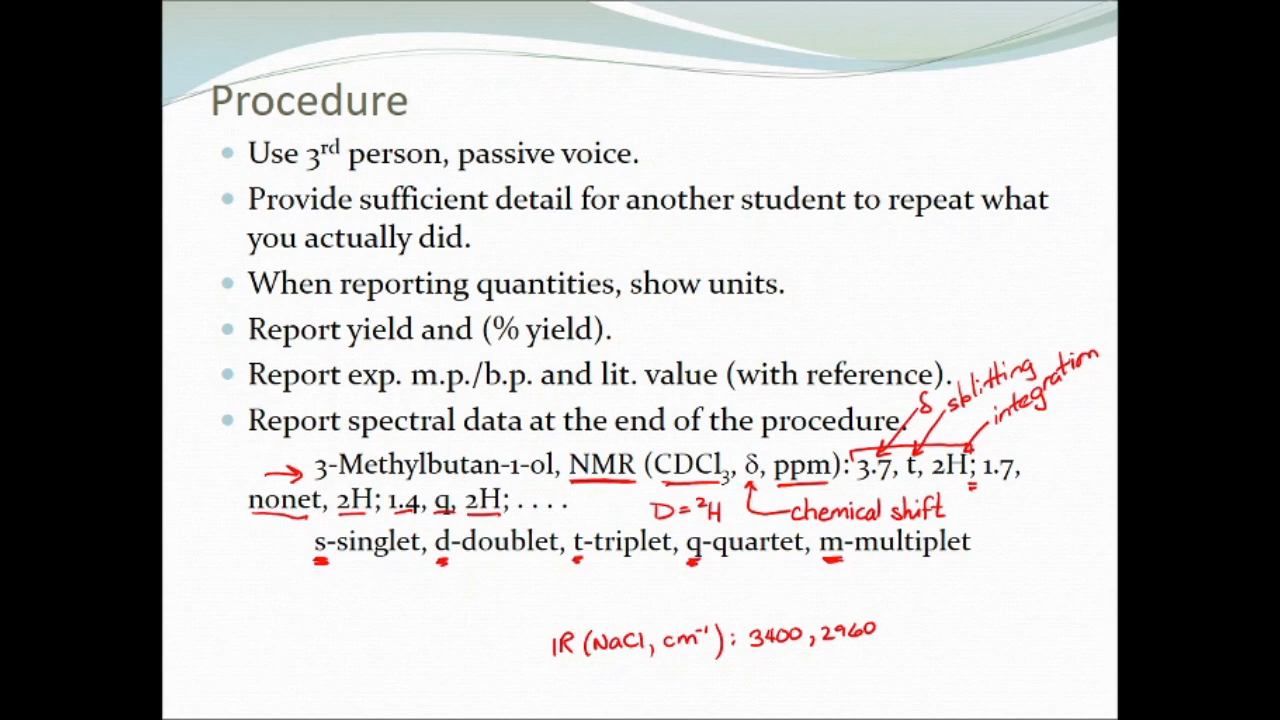 Procedure
Use 3rd person, passive voice.
Provide sufficient detail for another student to repeat what
you actually did.
When reporting quantities, show units.
Report yield and (% yield).
Report exp. m.p./b.p. and lit. value (with reference).
δ splitting integration
Report spectral data at the end of the procedure.
3-Methylbutan-1-ol, NMR (CDCl3, δ, ppm): 3.7, t, 2H; 1.7,
nonet, 2H; 1.4, q, 2H; . . . .
D = ²H chemical shift
s-singlet, d-doublet, t-triplet, q-quartet, m-multiplet
IR (NaCl, cm⁻¹): 3400, 2960